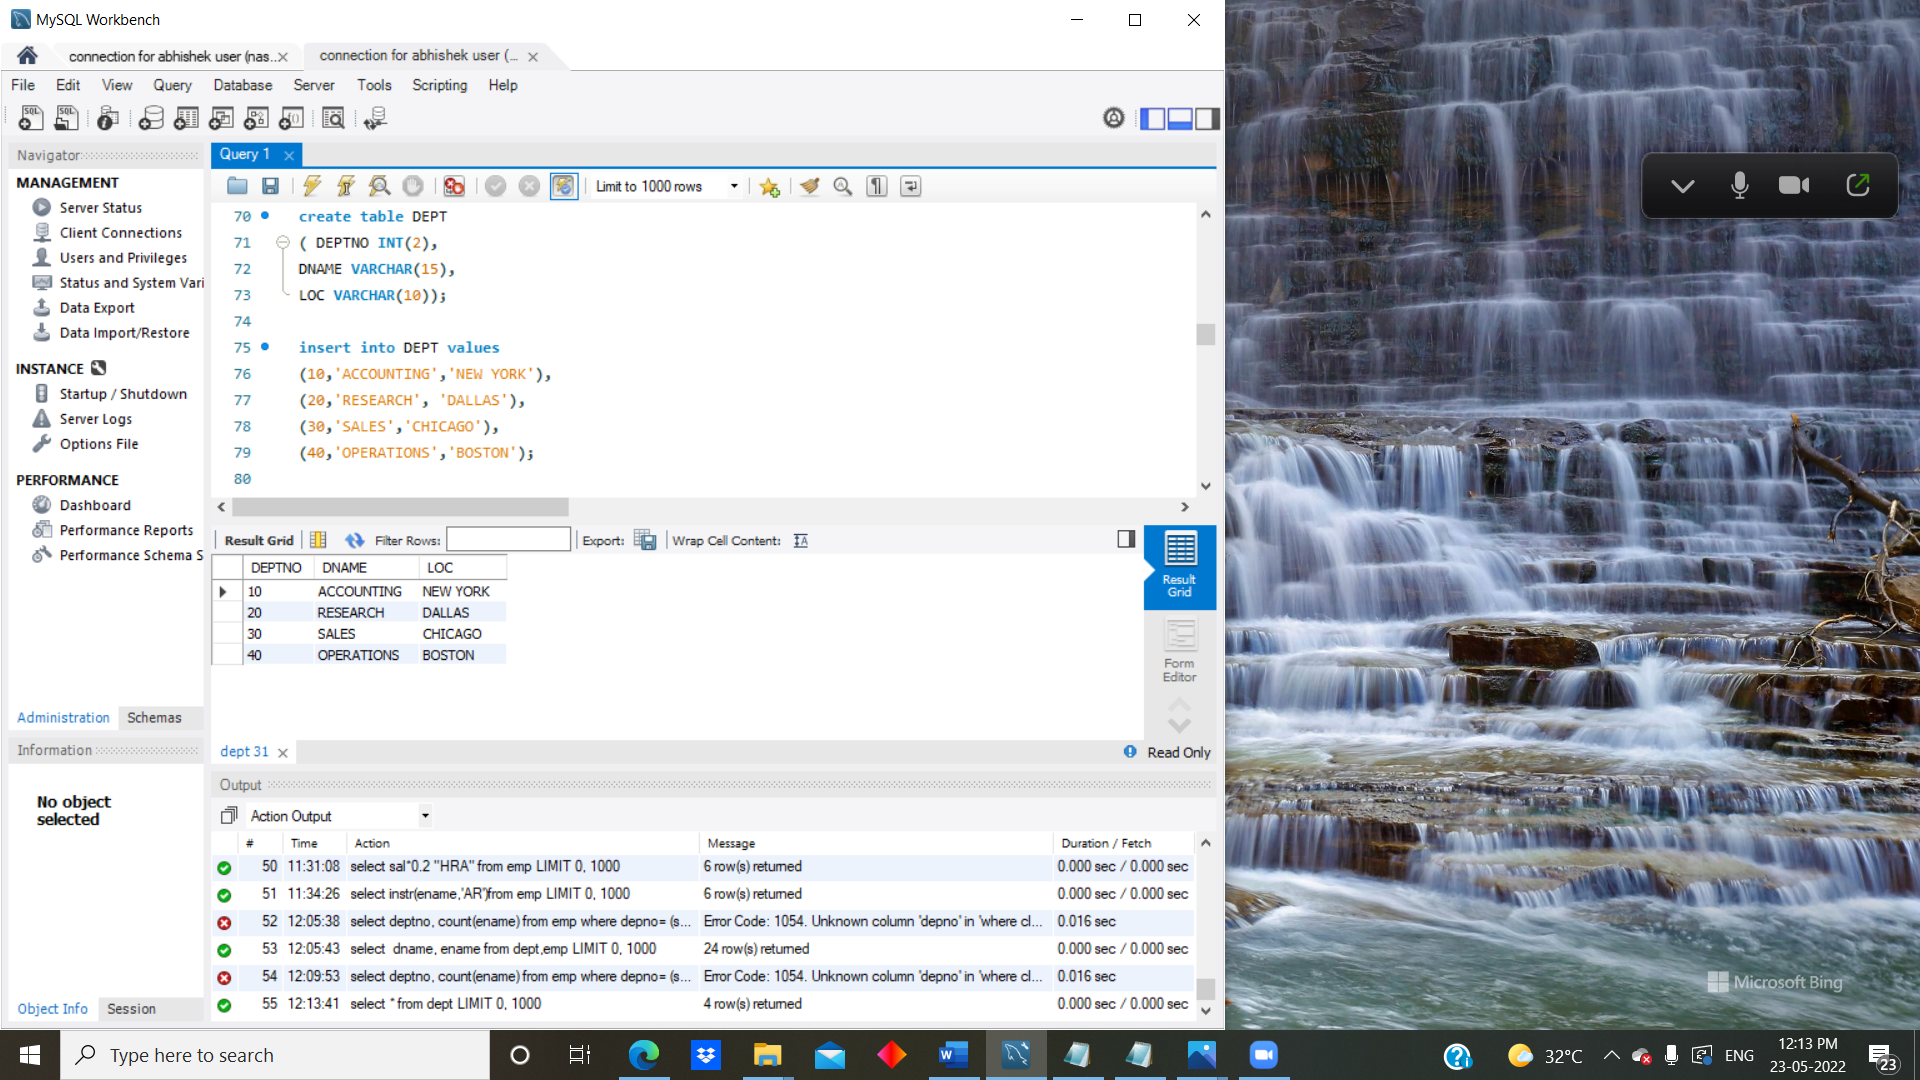 MySQL Workbench
connection for abhishek user (nas...
connection for abhishek user (...
File Edit View Query Database Server Tools Scripting Help
Navigator
MANAGEMENT
Server Status
Client Connections
Users and Privileges
Status and System Vari
Data Export
Data Import/Restore
INSTANCE
Startup / Shutdown
Server Logs
Options File
PERFORMANCE
Dashboard
Performance Reports
Performance Schema S
Administration Schemas
Information
No object
selected
Object Info Session
Query 1
Limit to 1000 rows
70 create table DEPT
71 ( DEPTNO INT(2),
72 DNAME VARCHAR(15),
73 LOC VARCHAR(10));
74
75 insert into DEPT values
76 (10,'ACCOUNTING','NEW YORK'),
77 (20,'RESEARCH', 'DALLAS'),
78 (30,'SALES','CHICAGO'),
79 (40,'OPERATIONS','BOSTON');
80
Result Grid Filter Rows: Export: Wrap Cell Content:
DEPTNO DNAME LOC
10 ACCOUNTING NEW YORK
20 RESEARCH DALLAS
30 SALES CHICAGO
40 OPERATIONS BOSTON
Result
Grid
Form
Editor
dept 31
Read Only
Output
Action Output
# Time Action Message Duration / Fetch
50 11:31:08 select sal*0.2 "HRA" from emp LIMIT 0, 1000 6 row(s) returned 0.000 sec / 0.000 sec
51 11:34:26 select instr(ename,'AR')from emp LIMIT 0, 1000 6 row(s) returned 0.000 sec / 0.000 sec
52 12:05:38 select deptno, count(ename) from emp where depno= (s... Error Code: 1054. Unknown column 'depno' in 'where cl... 0.016 sec
53 12:05:43 select  dname, ename from dept,emp LIMIT 0, 1000 24 row(s) returned 0.000 sec / 0.000 sec
54 12:09:53 select deptno, count(ename) from emp where depno= (s... Error Code: 1054. Unknown column 'depno' in 'where cl... 0.016 sec
55 12:13:41 select * from dept LIMIT 0, 1000 4 row(s) returned 0.000 sec / 0.000 sec
Microsoft Bing
Type here to search
32°C
ENG
12:13 PM
23-05-2022
23